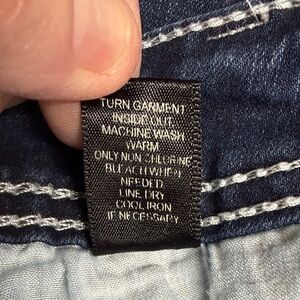 TURN GARMENT
INSIDE OUT.
MACHINE WASH
WARM
ONLY NON CHLORINE
BLEACH WHEN
NEEDED.
LINE DRY
COOL IRON
IF NECESSARY